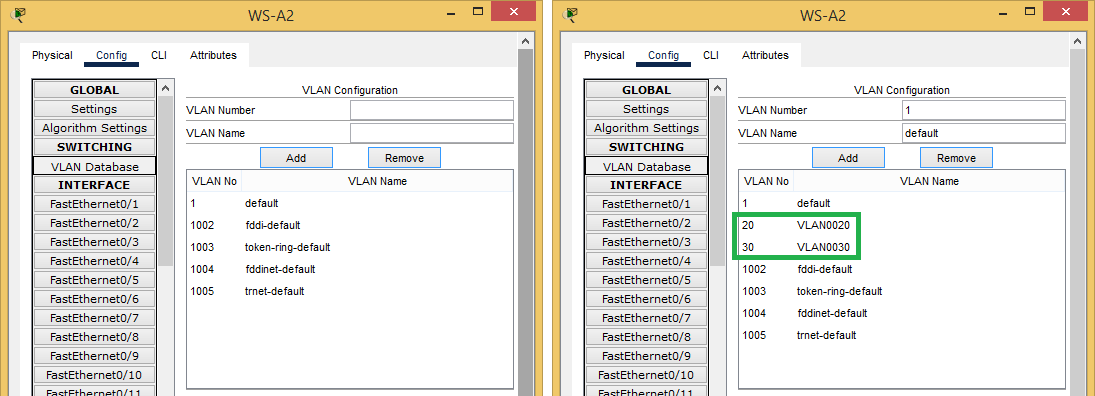 WS-A2
Physical Config CLI Attributes
GLOBAL
Settings
Algorithm Settings
SWITCHING
VLAN Database
INTERFACE
FastEthernet0/1
FastEthernet0/2
FastEthernet0/3
FastEthernet0/4
FastEthernet0/5
FastEthernet0/6
FastEthernet0/7
FastEthernet0/8
FastEthernet0/9
FastEthernet0/10
FastEthernet0/11
VLAN Configuration
VLAN Number
VLAN Name
Add Remove
VLAN No VLAN Name
1 default
1002 fddi-default
1003 token-ring-default
1004 fddinet-default
1005 trnet-default
WS-A2
Physical Config CLI Attributes
GLOBAL
Settings
Algorithm Settings
SWITCHING
VLAN Database
INTERFACE
FastEthernet0/1
FastEthernet0/2
FastEthernet0/3
FastEthernet0/4
FastEthernet0/5
FastEthernet0/6
FastEthernet0/7
FastEthernet0/8
FastEthernet0/9
FastEthernet0/10
FastEthernet0/11
VLAN Configuration
VLAN Number 1
VLAN Name default
Add Remove
VLAN No VLAN Name
1 default
20 VLAN0020
30 VLAN0030
1002 fddi-default
1003 token-ring-default
1004 fddinet-default
1005 trnet-default